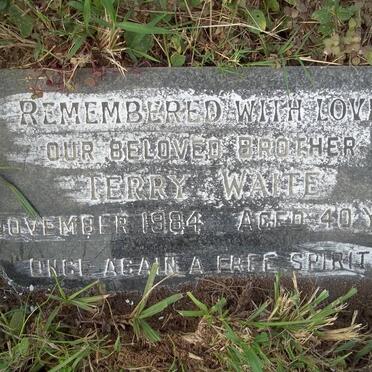 REMEMBERED WITH LOVE
OUR BELOVED BROTHER
TERRY WAITE
NOVEMBER 1984 AGED 40 Y
ONCE AGAIN A FREE SPIRIT